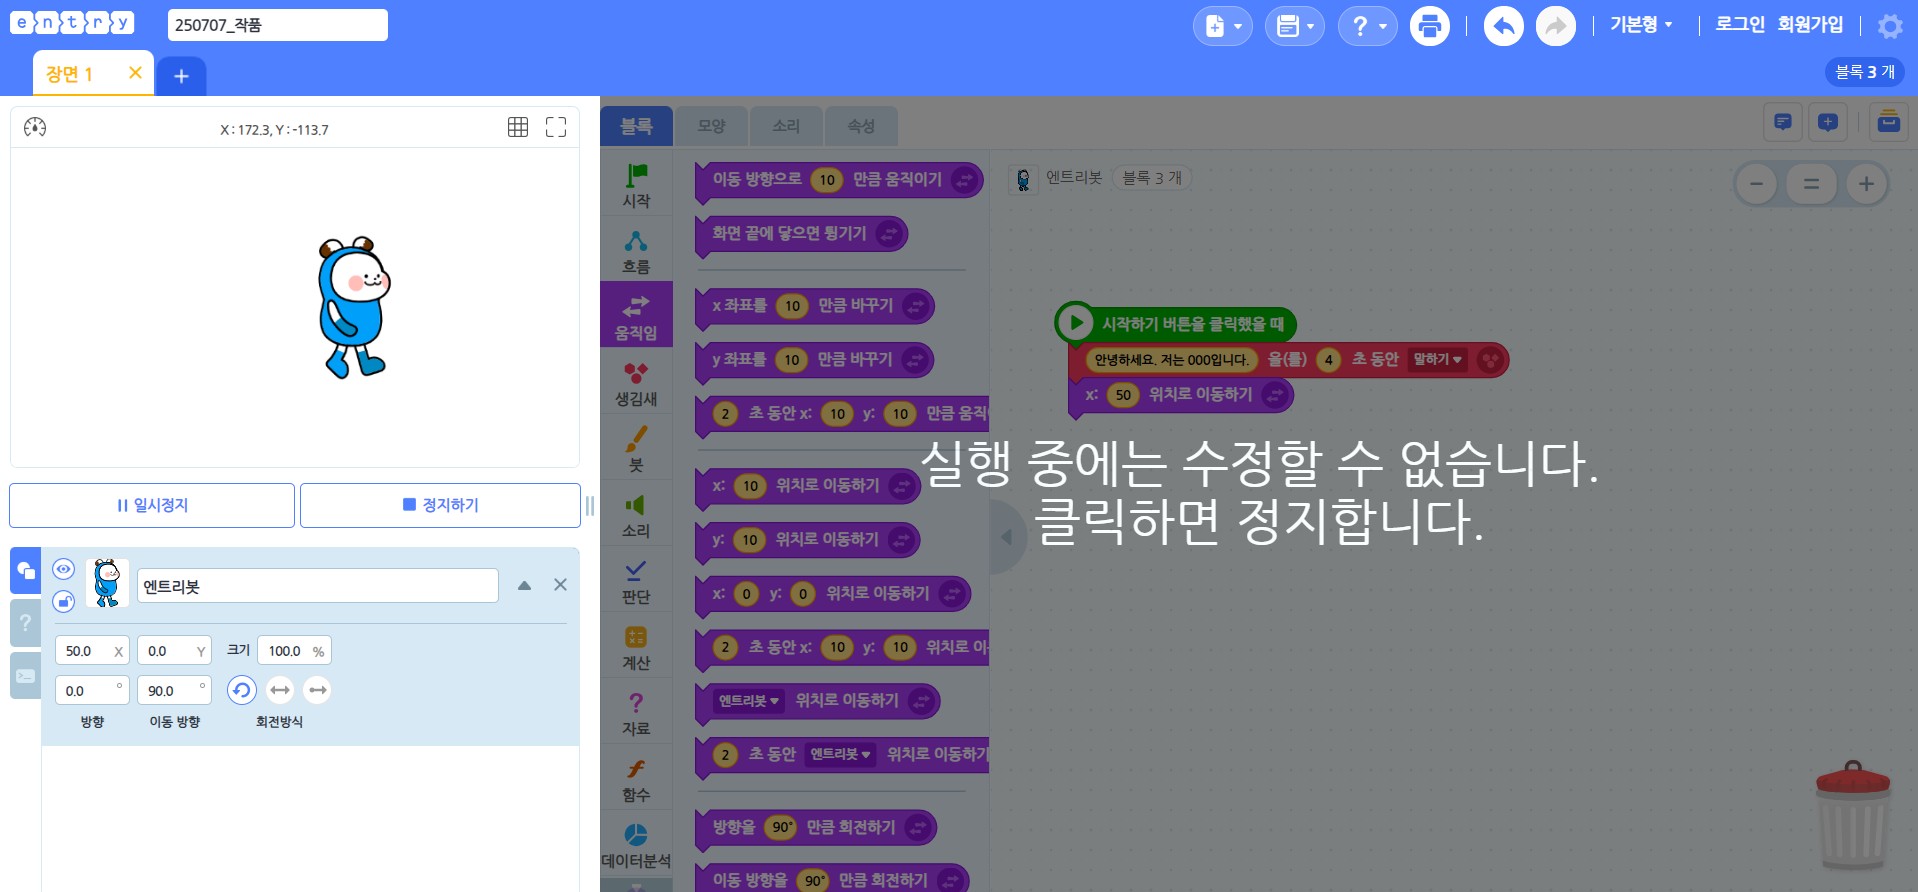 entry
250707_작품
기본형
로그인 회원가입
장면 1
블록 3 개
X : 172.3, Y : -113.7
일시정지
정지하기
엔트리봇
50.0 X 0.0 Y 크기 100.0 %
0.0 ° 90.0 °
방향 이동 방향 회전방식
블록 모양 소리 속성
시작
흐름
움직임
생김새
붓
소리
판단
계산
자료
함수
데이터분석
이동 방향으로 10 만큼 움직이기
화면 끝에 닿으면 튕기기
x 좌표를 10 만큼 바꾸기
y 좌표를 10 만큼 바꾸기
2 초 동안 x: 10 y: 10 만큼 움직
x: 10 위치로 이동하기
y: 10 위치로 이동하기
x: 0 y: 0 위치로 이동하기
2 초 동안 x: 10 y: 10 위치로 이
엔트리봇 위치로 이동하기
2 초 동안 엔트리봇 위치로 이동하기
방향을 90° 만큼 회전하기
이동 방향을 90° 만큼 회전하기
엔트리봇 블록 3 개
시작하기 버튼을 클릭했을 때
안녕하세요. 저는 000입니다. 을(를) 4 초 동안 말하기
x: 50 위치로 이동하기
실행 중에는 수정할 수 없습니다.
클릭하면 정지합니다.